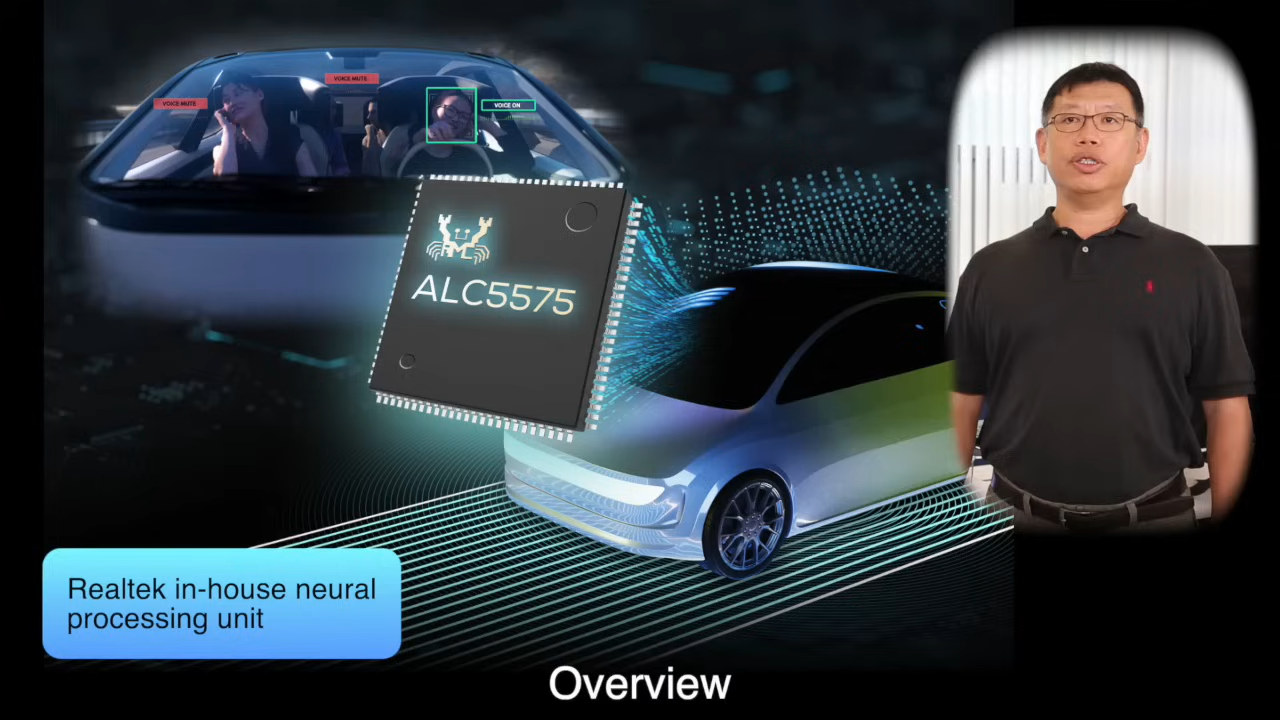 VOICE MUTE
VOICE MUTE
VOICE ON
ALC5575
Realtek in-house neural
processing unit
Overview